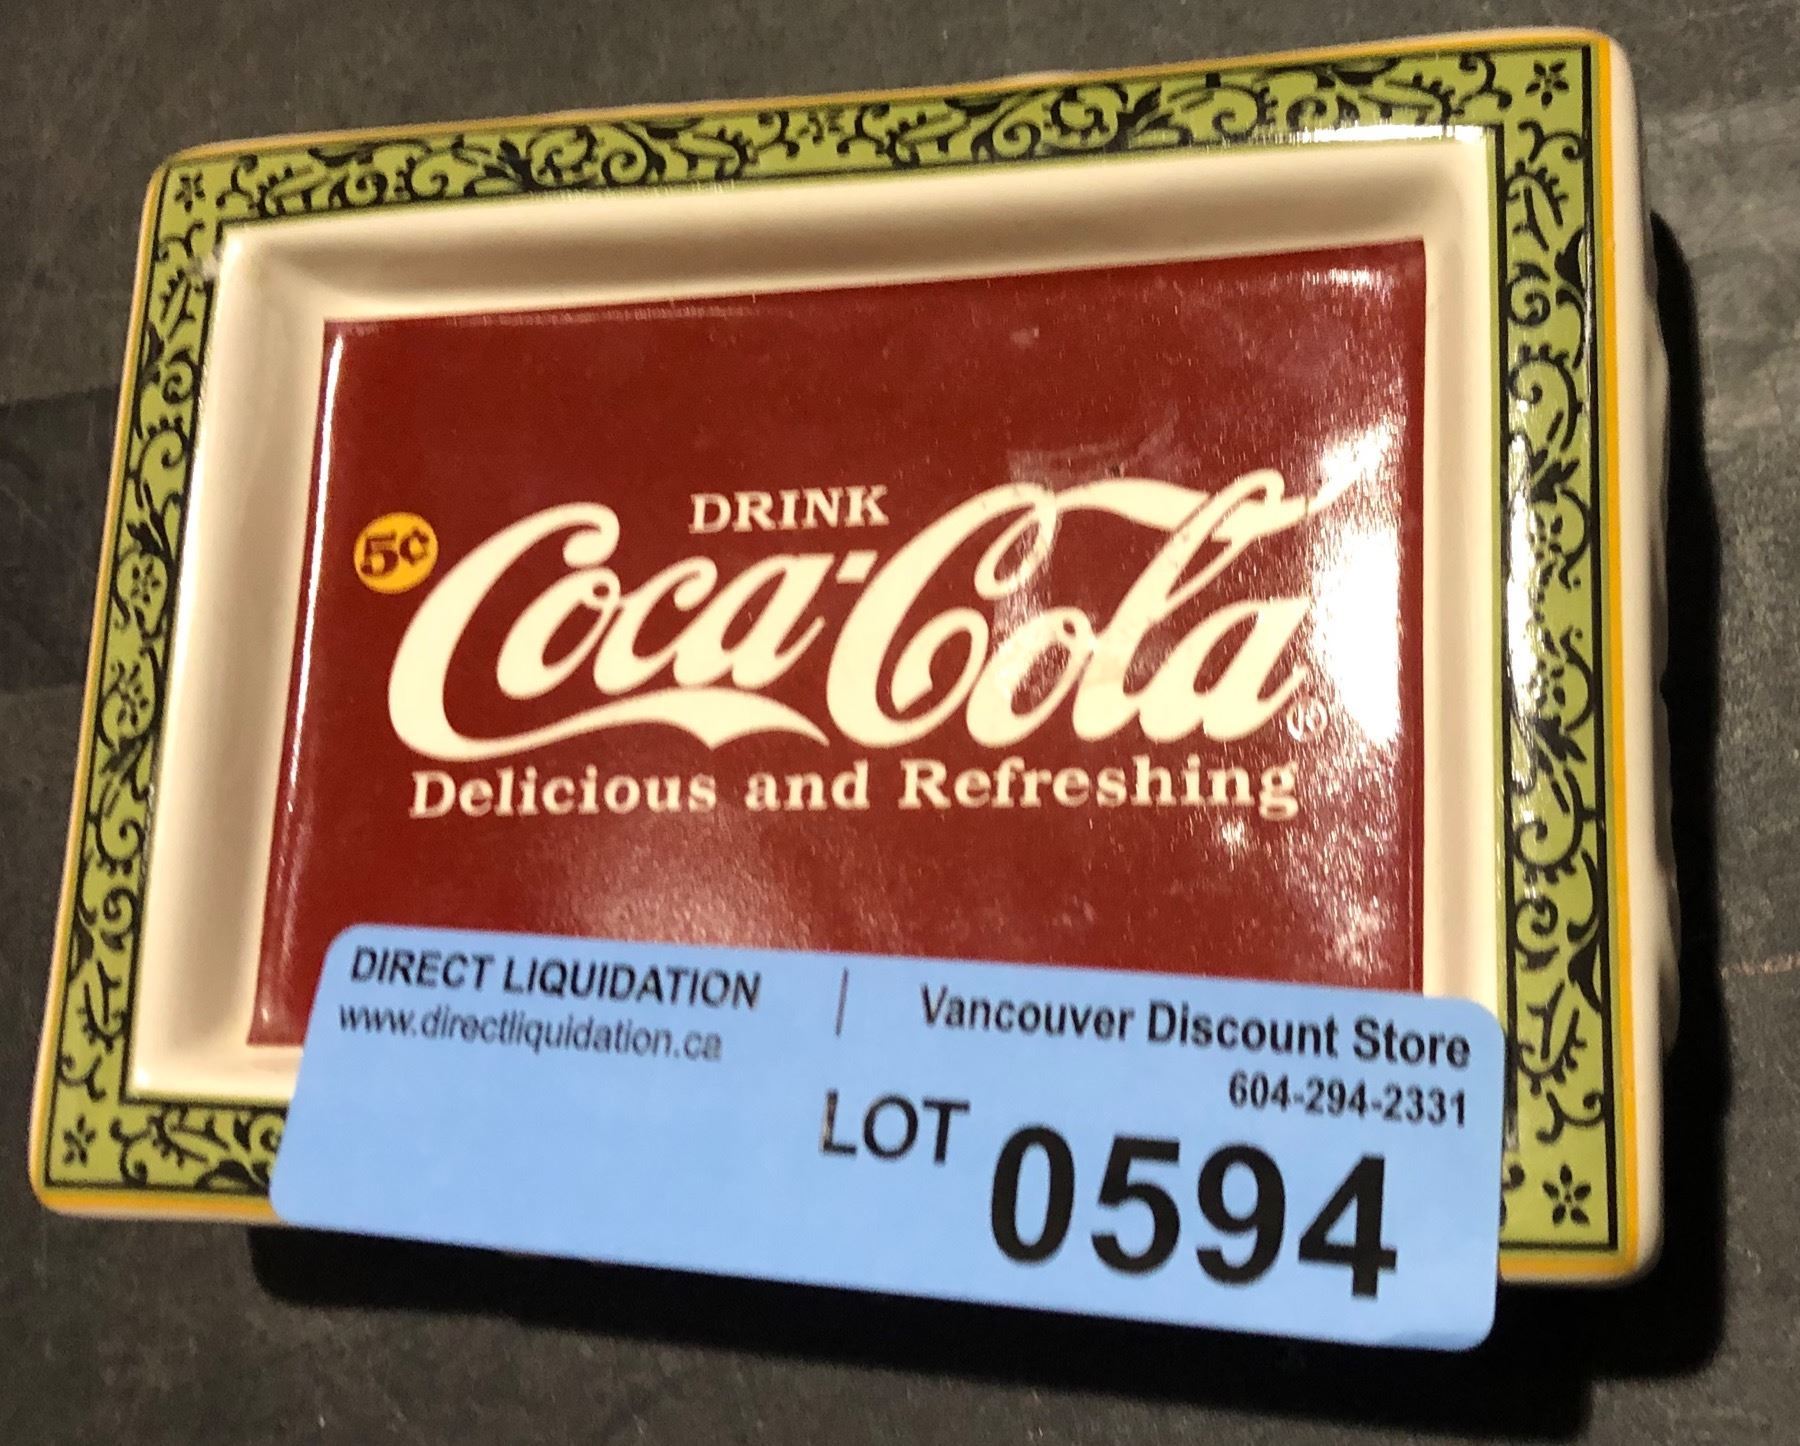 DRINK
5¢
Coca-Cola
®
Delicious and Refreshing
DIRECT LIQUIDATION | Vancouver Discount Store
www.directliquidation.ca
604-294-2331
LOT 0594